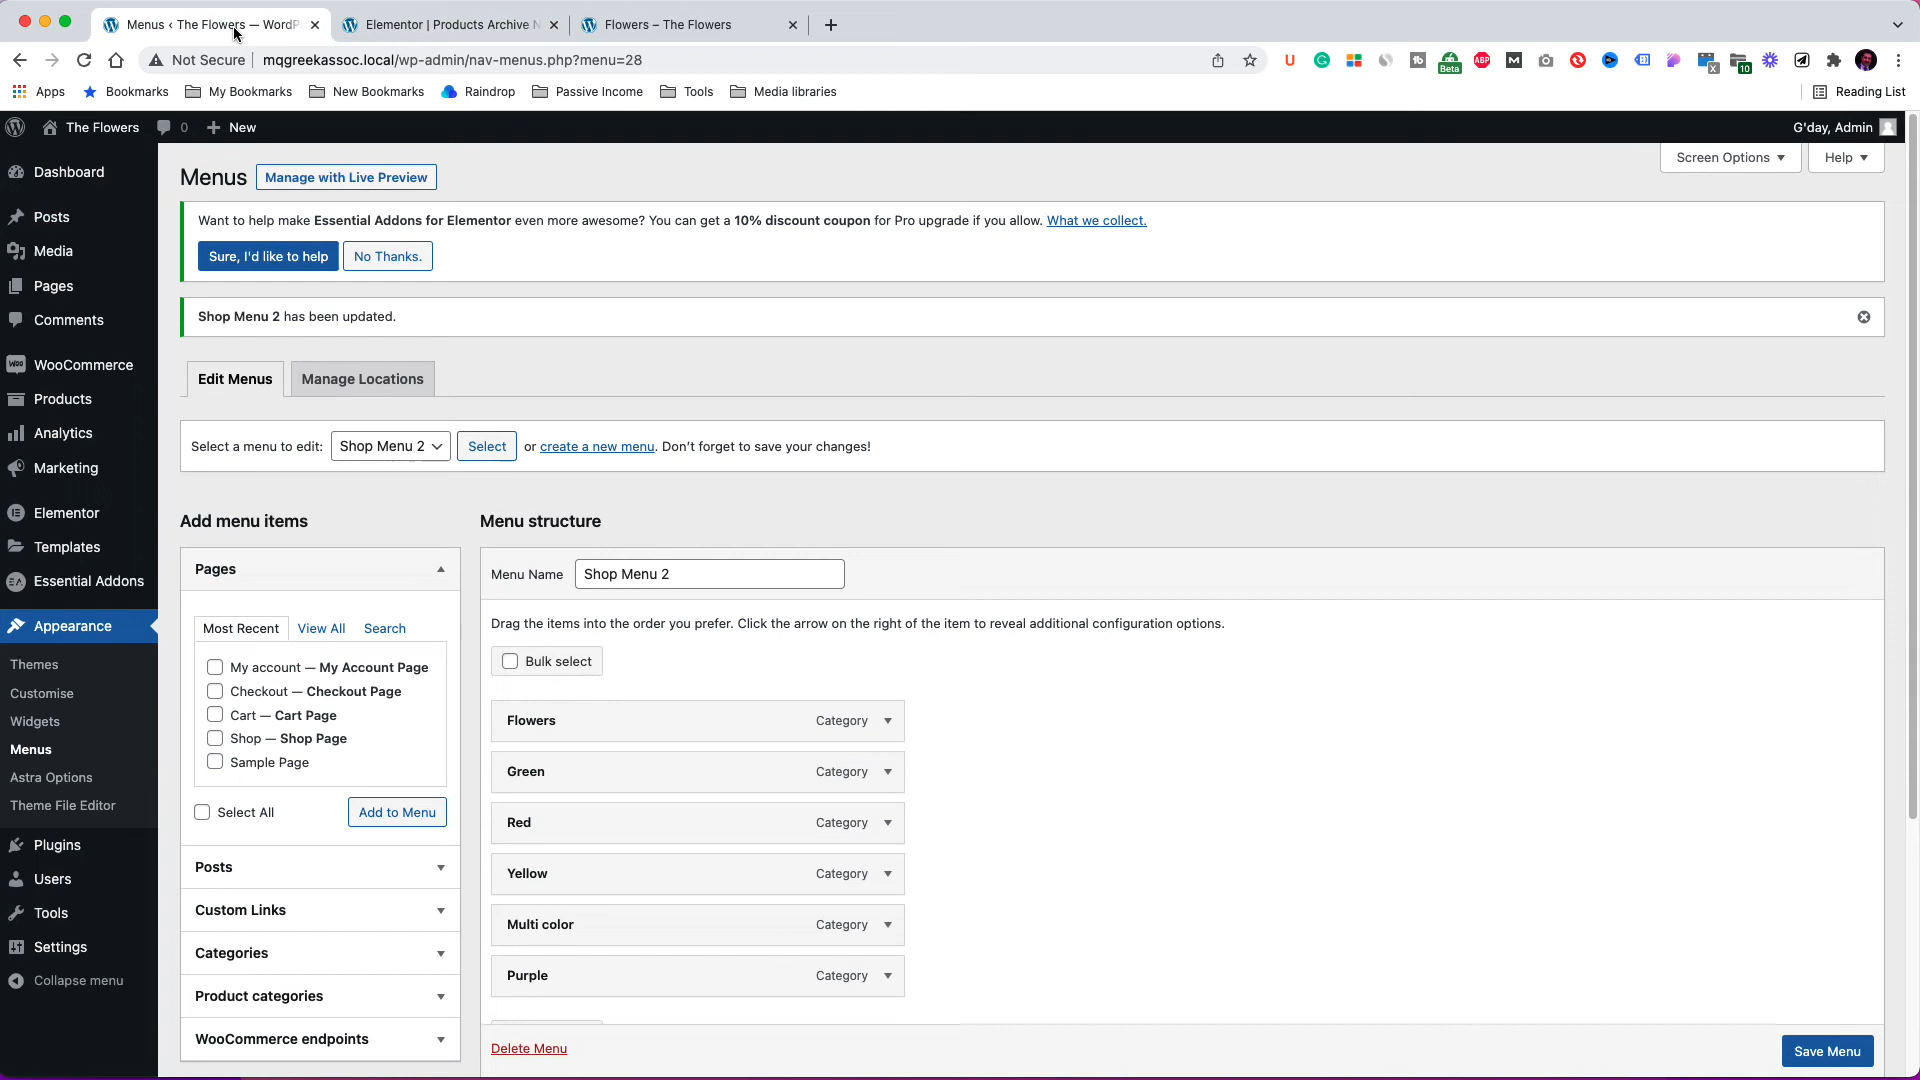 Menus ‹ The Flowers — WordP
Elementor | Products Archive N
Flowers – The Flowers
Not Secure
mqgreekassoc.local/wp-admin/nav-menus.php?menu=28
Beta
ABP
X
10
Apps
Bookmarks
My Bookmarks
New Bookmarks
Raindrop
Passive Income
Tools
Media libraries
Reading List
The Flowers
0
New
G'day, Admin
Dashboard
Posts
Media
Pages
Comments
WooCommerce
Products
Analytics
Marketing
Elementor
Templates
Essential Addons
Appearance
Themes
Customise
Widgets
Menus
Astra Options
Theme File Editor
Plugins
Users
Tools
Settings
Collapse menu
Screen Options
Help
Menus
Manage with Live Preview
Want to help make Essential Addons for Elementor even more awesome? You can get a 10% discount coupon for Pro upgrade if you allow. What we collect.
Sure, I'd like to help
No Thanks.
Shop Menu 2 has been updated.
Edit Menus
Manage Locations
Select a menu to edit:
Shop Menu 2
Select
or create a new menu. Don’t forget to save your changes!
Add menu items
Pages
Most Recent
View All
Search
My account — My Account Page
Checkout — Checkout Page
Cart — Cart Page
Shop — Shop Page
Sample Page
Select All
Add to Menu
Posts
Custom Links
Categories
Product categories
WooCommerce endpoints
Menu structure
Menu Name
Shop Menu 2
Drag the items into the order you prefer. Click the arrow on the right of the item to reveal additional configuration options.
Bulk select
Flowers
Category
Green
Category
Red
Category
Yellow
Category
Multi color
Category
Purple
Category
Delete Menu
Save Menu